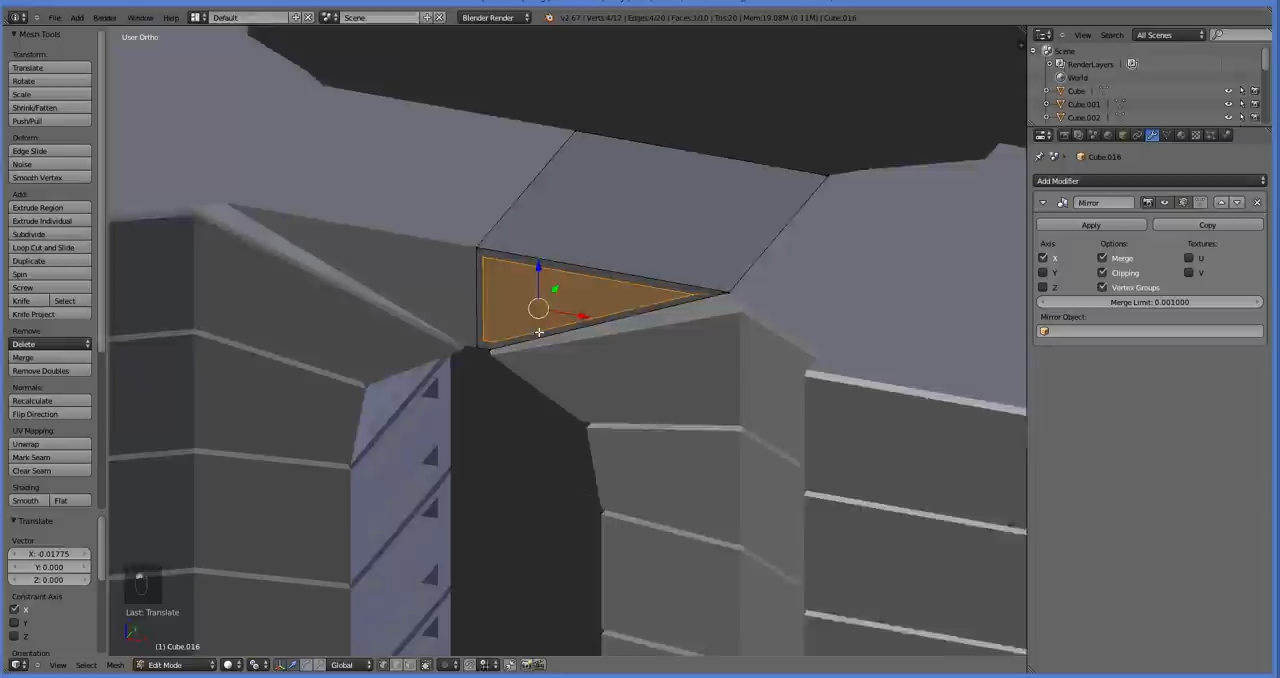 File Add Render Window Help Default Scene Blender Render v2.67 | Verts:4/17 | Edges:4/20 | Faces:1/10 | Tris:20 | Mem:19.08M (0.11M) | Cube.016
Mesh Tools
User Ortho
Transform:
Translate
Rotate
Scale
Shrink/Fatten
Push/Pull
Deform:
Edge Slide
Noise
Smooth Vertex
Add:
Extrude Region
Extrude Individual
Subdivide
Loop Cut and Slide
Duplicate
Spin
Screw
Knife Select
Knife Project
Remove:
Delete
Merge
Remove Doubles
Normals:
Recalculate
Flip Direction
UV Mapping:
Unwrap
Mark Seam
Clear Seam
Shading:
Smooth Flat
Translate
Vector
X: -0.01775
Y: 0.000
Z: 0.000
Constraint Axis
X
Y
Z
Orientation
Last: Translate
(1) Cube.016
View Select Mesh Edit Mode Global
View Search All Scenes
Scene
RenderLayers
World
Cube
Cube.001
Cube.002
Cube.016
Add Modifier
Mirror
Apply Copy
Axis: Options: Textures:
X Merge U
Y Clipping V
Z Vertex Groups
Merge Limit: 0.001000
Mirror Object: